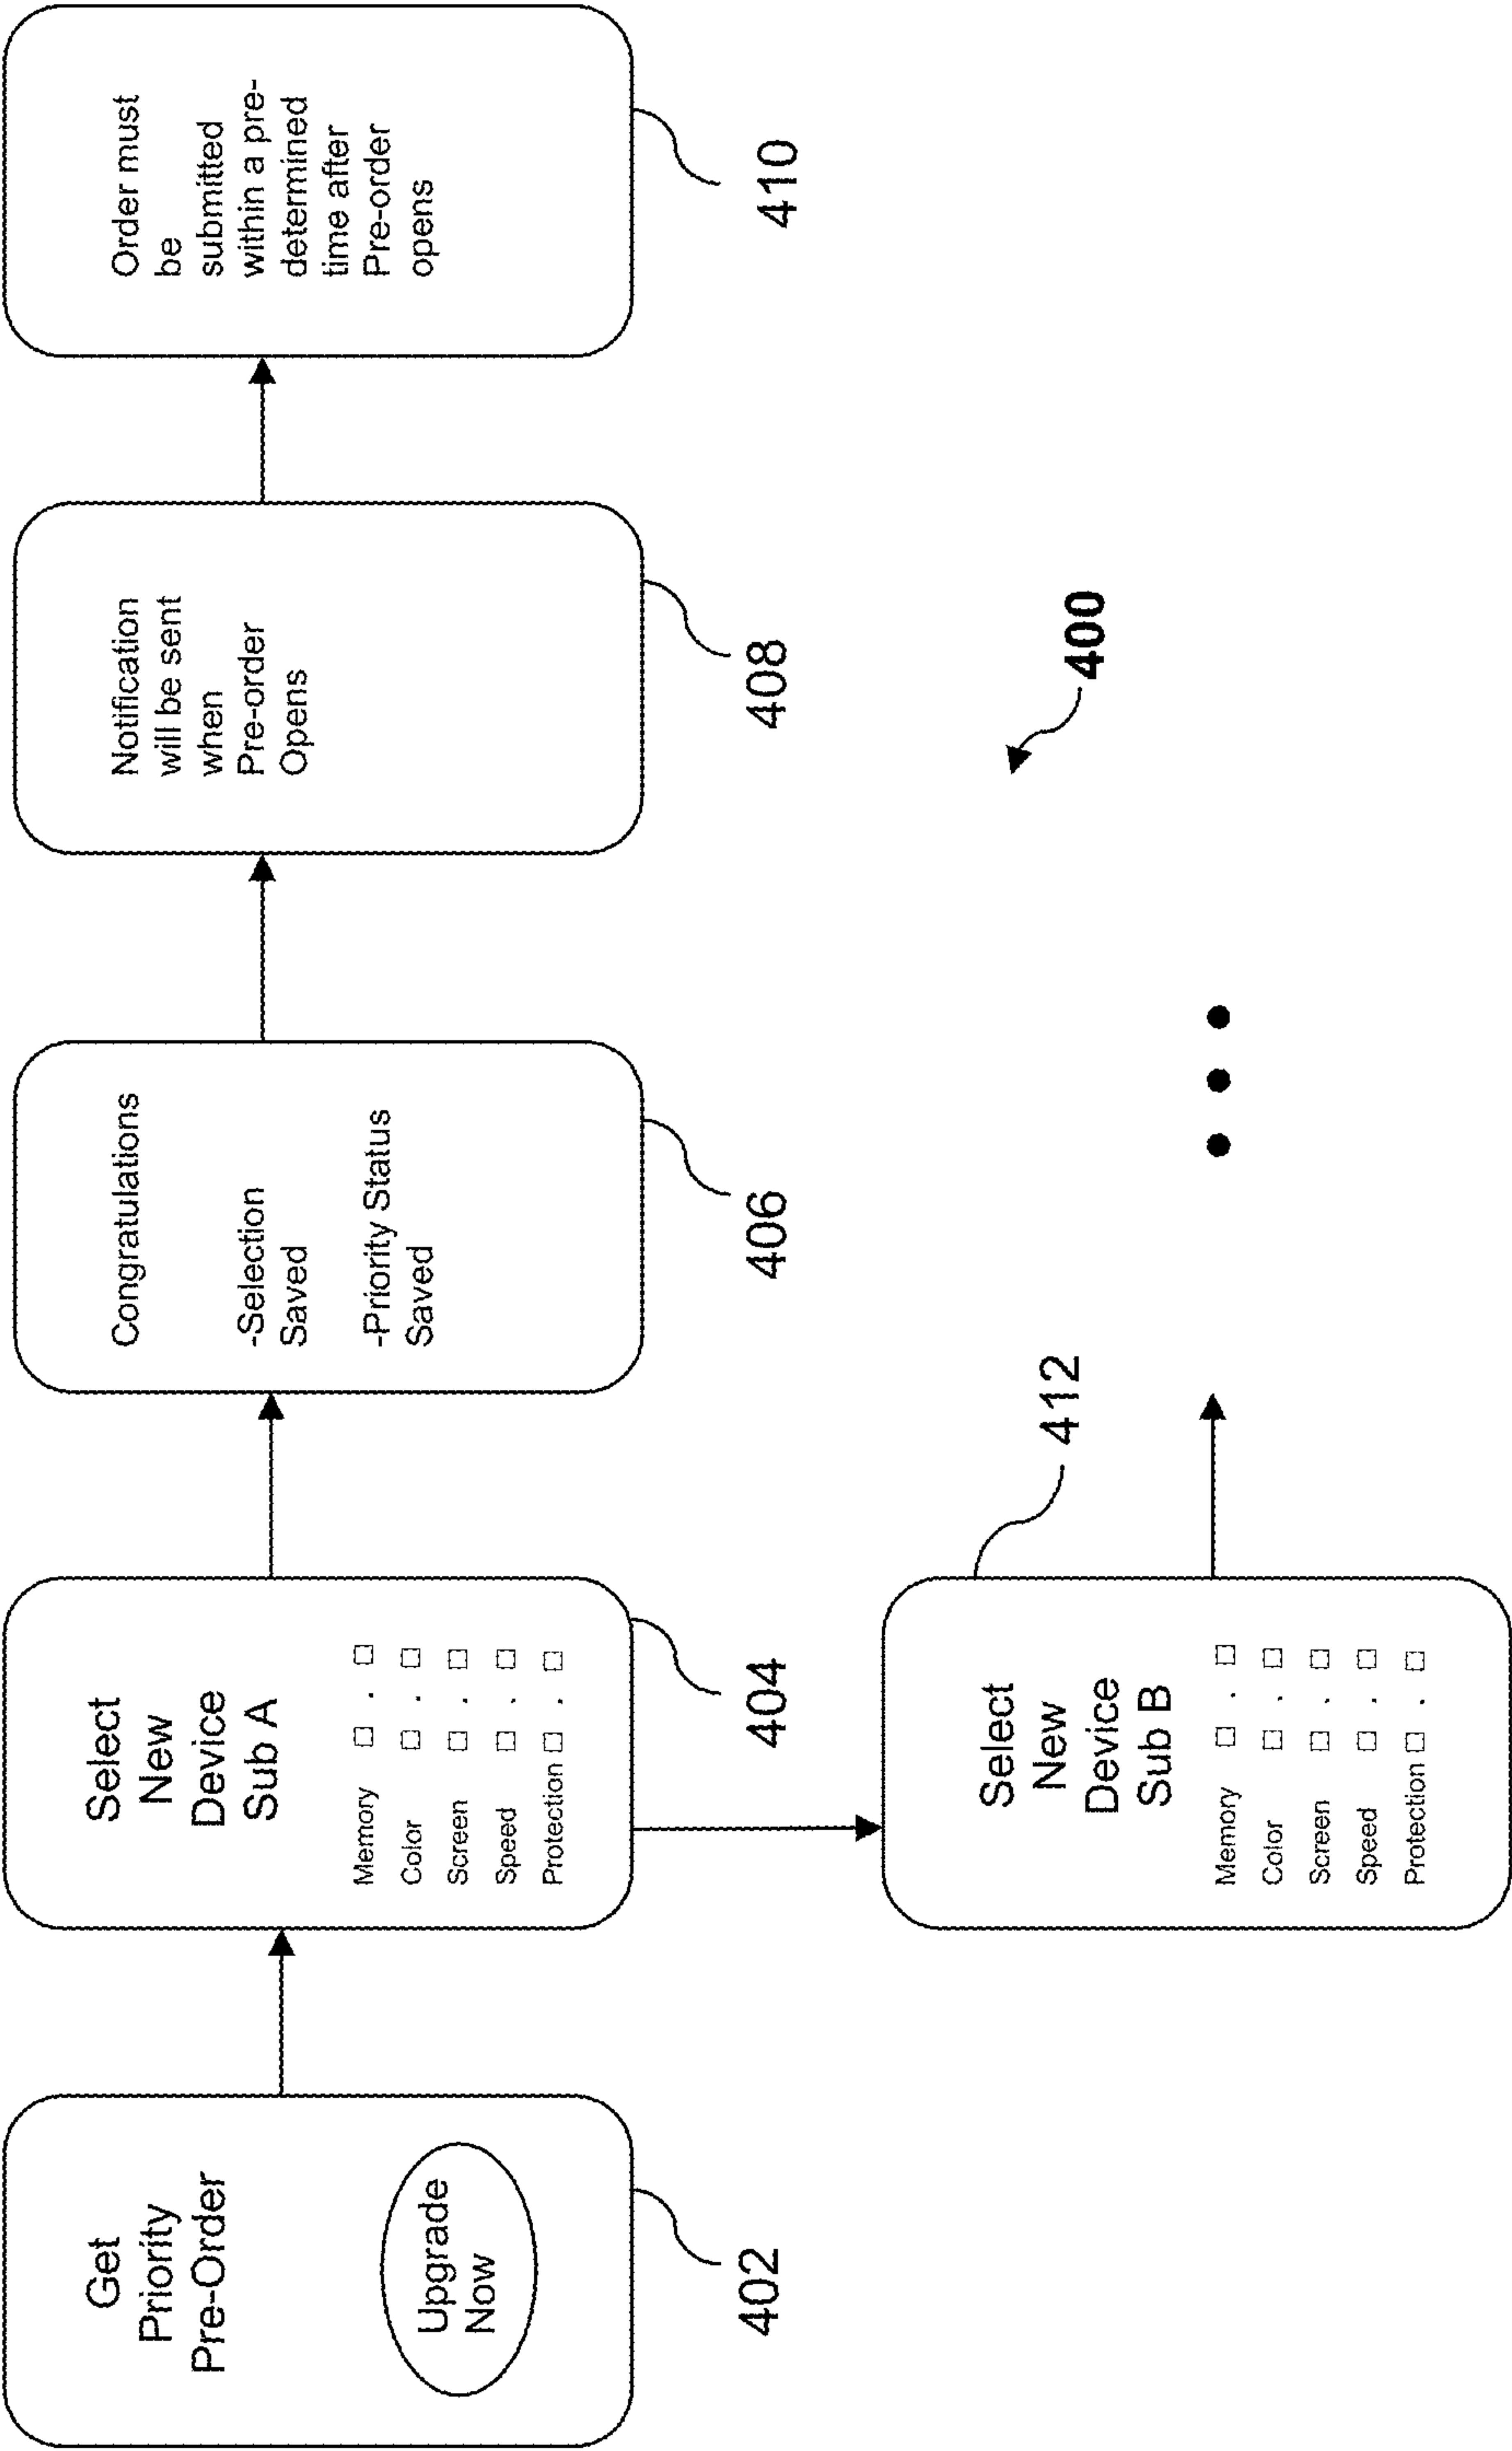 Get
Priority
Pre-Order
Upgrade
Now
402
Select
New
Device
Sub A
Memory □ . □
Color □ . □
Screen □ . □
Speed □ . □
Protection □ . □
404
Congratulations
-Selection
Saved
-Priority Status
Saved
406
Notification
will be sent
when
Pre-order
Opens
408
Order must
be
submitted
within a pre-
determined
time after
Pre-order
opens
410
400
412
Select
New
Device
Sub B
Memory □ . □
Color □ . □
Screen □ . □
Speed □ . □
Protection □ . □